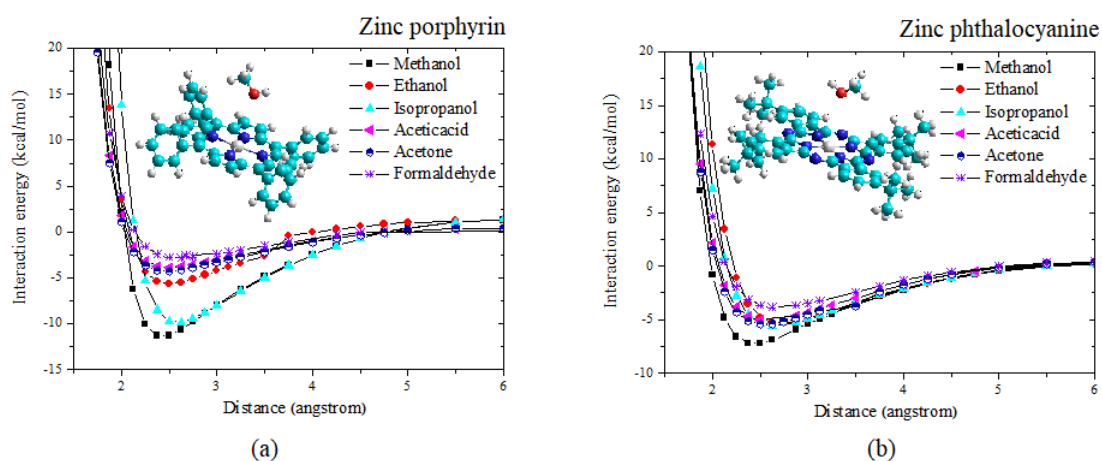 Zinc porphyrin
20
15
10
5
0
-5
-10
-15
Interaction energy (kcal/mol)
Methanol
Ethanol
Isopropanol
Aceticacid
Acetone
Formaldehyde
2 3 4 5 6
Distance (angstrom)
(a)
Zinc phthalocyanine
20
15
10
5
0
-5
-10
Interaction energy (kcal/mol)
Methanol
Ethanol
Isopropanol
Aceticacid
Acetone
Formaldehyde
2 3 4 5 6
Distance (angstrom)
(b)